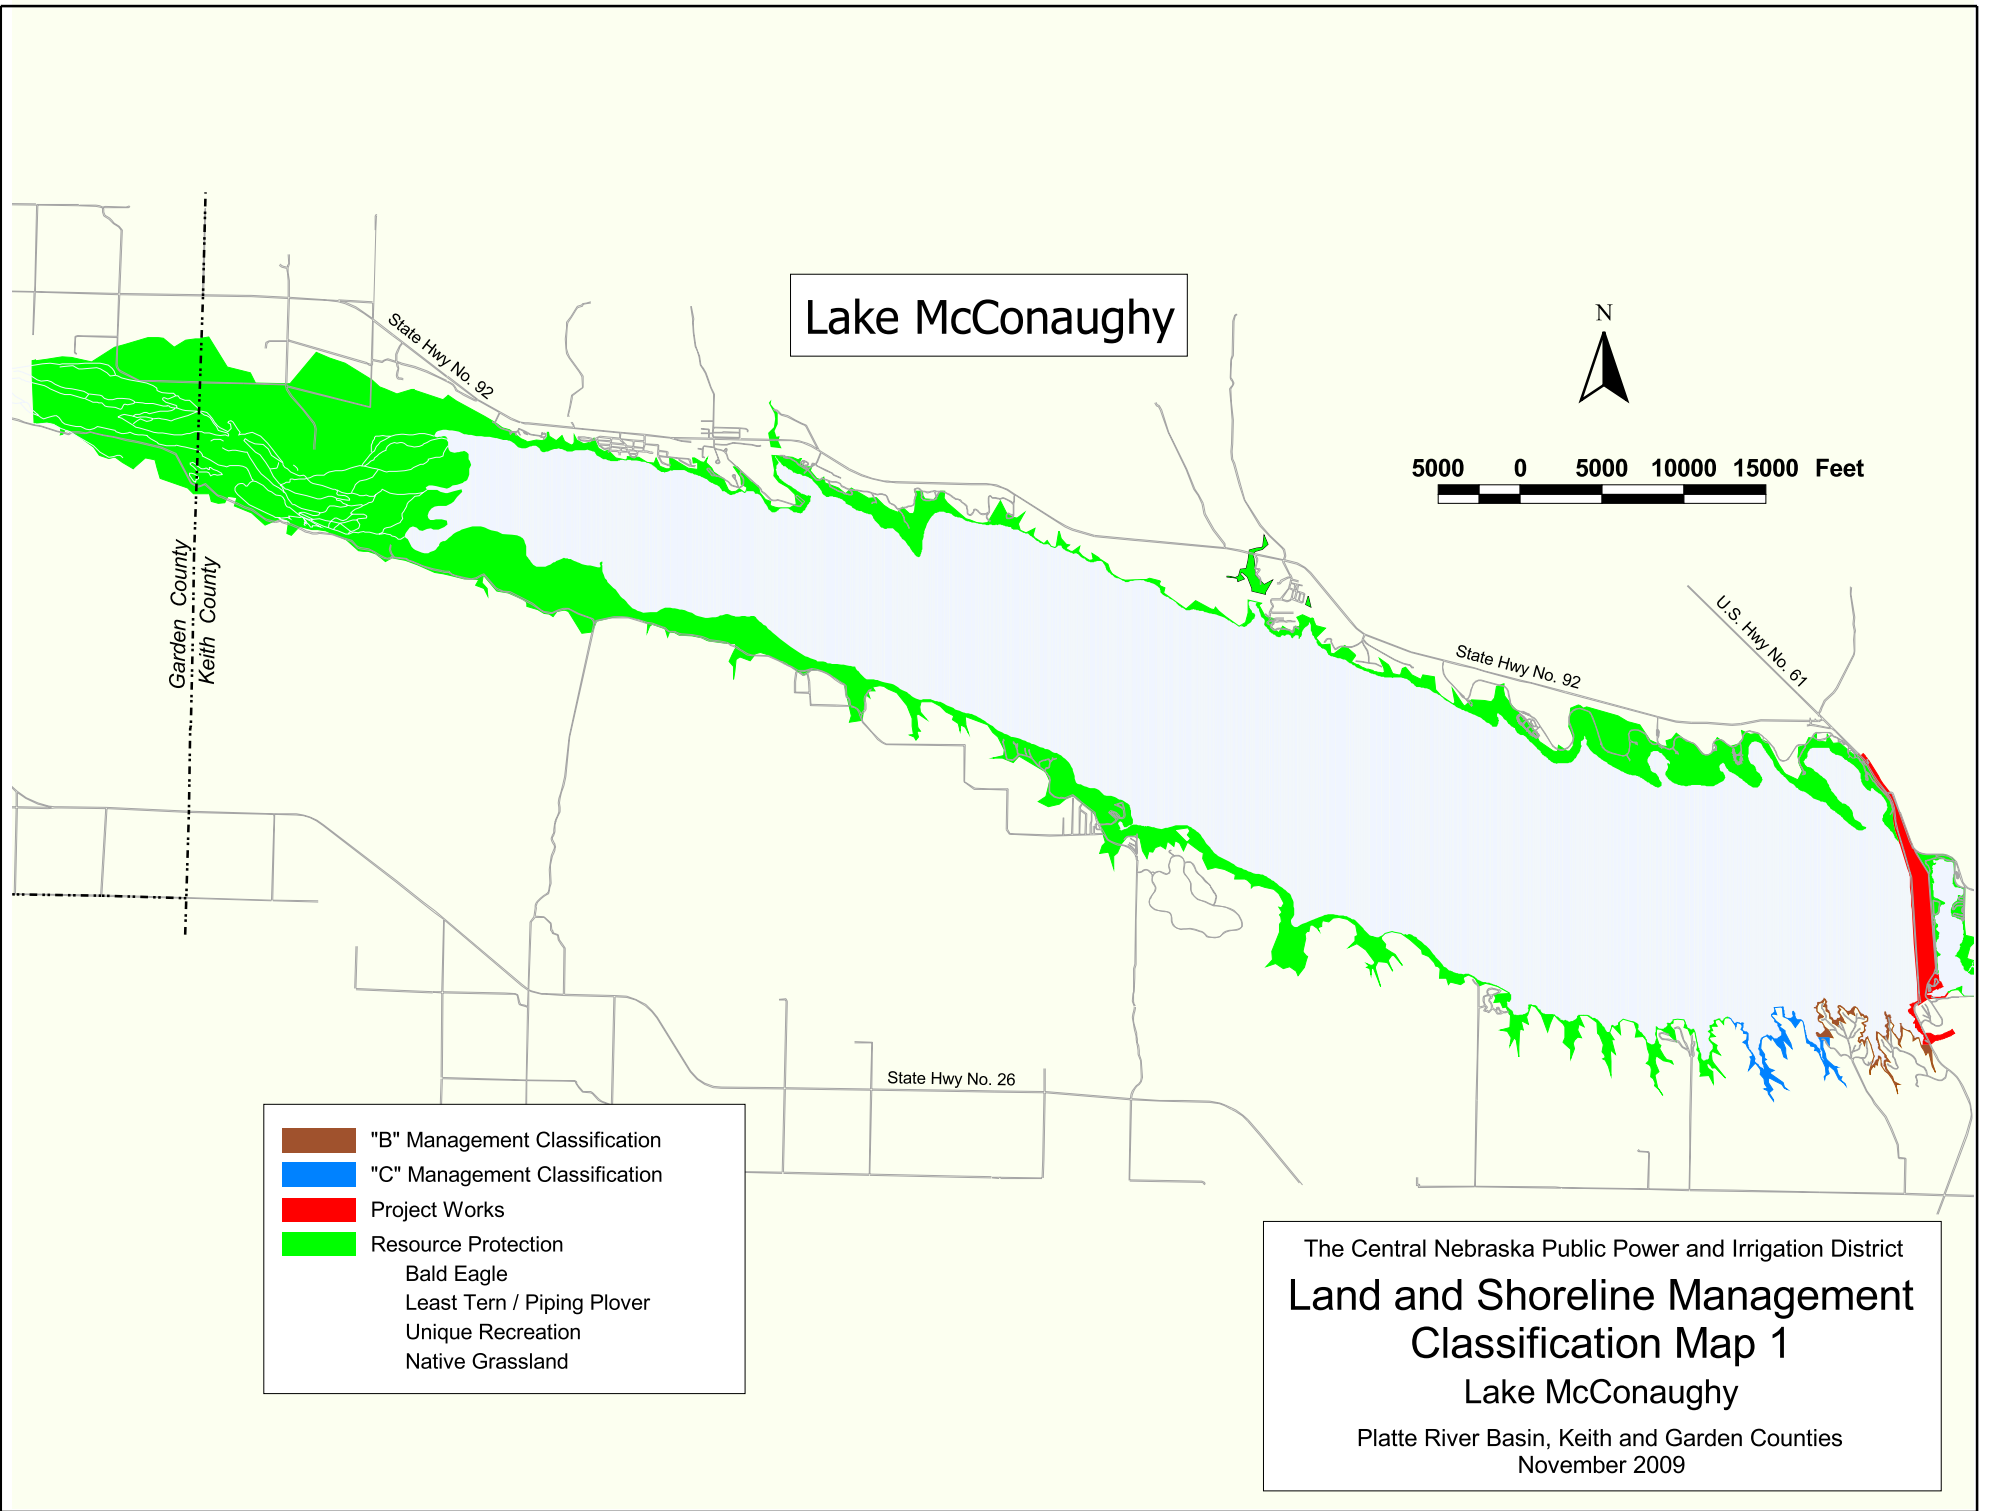 Lake McConaughy
N
5000 0 5000 10000 15000 Feet
State Hwy No. 92
Garden County
Keith County
U.S. Hwy No. 61
State Hwy No. 92
State Hwy No. 26
"B" Management Classification
"C" Management Classification
Project Works
Resource Protection
Bald Eagle
Least Tern / Piping Plover
Unique Recreation
Native Grassland
The Central Nebraska Public Power and Irrigation District
Land and Shoreline Management
Classification Map 1
Lake McConaughy
Platte River Basin, Keith and Garden Counties
November 2009